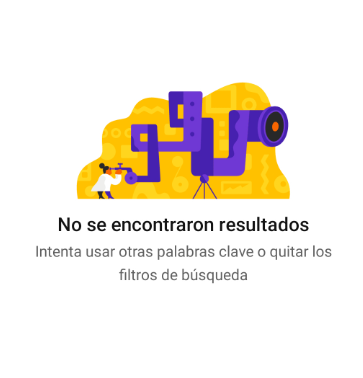 No se encontraron resultados
Intenta usar otras palabras clave o quitar los
filtros de búsqueda